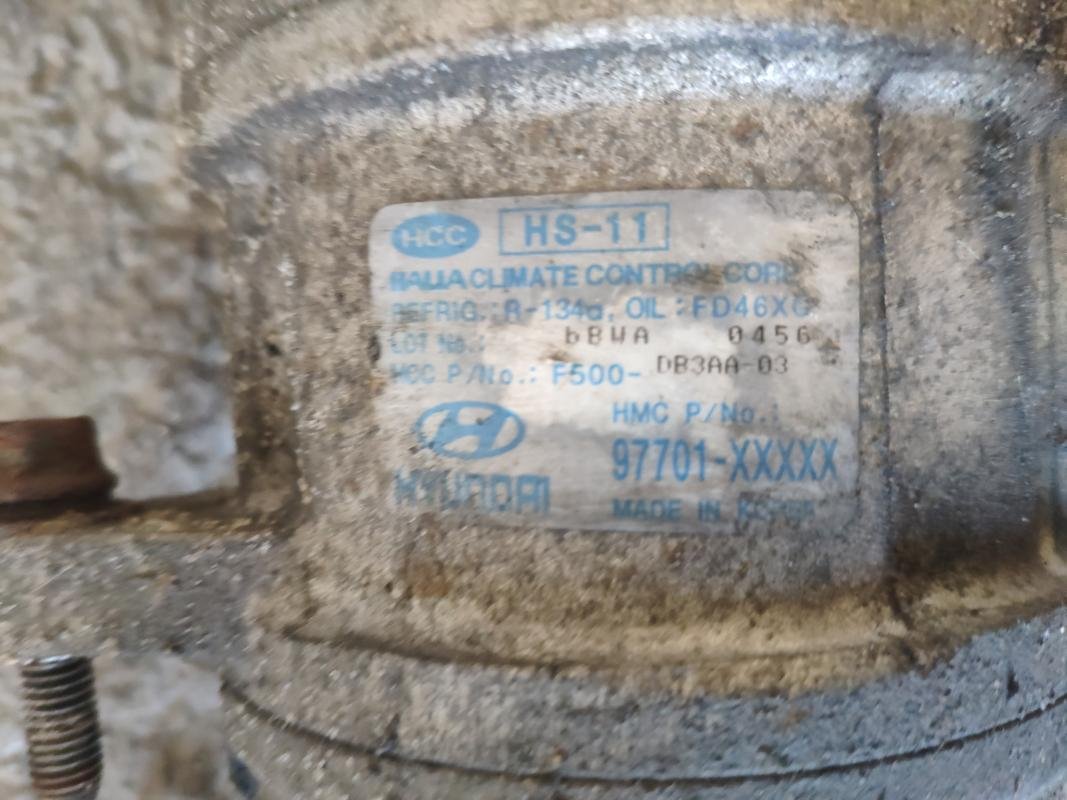 HCC HS-11
HALLA CLIMATE CONTROL CORP.
REFRIG.: R-134a, OIL : FD46XG
LOT No.: 6BWA 0456
HCC P/No.: F500- DB3AA-03
HMC P/No.:
97701-XXXXX
HYUNDAI
MADE IN KOREA